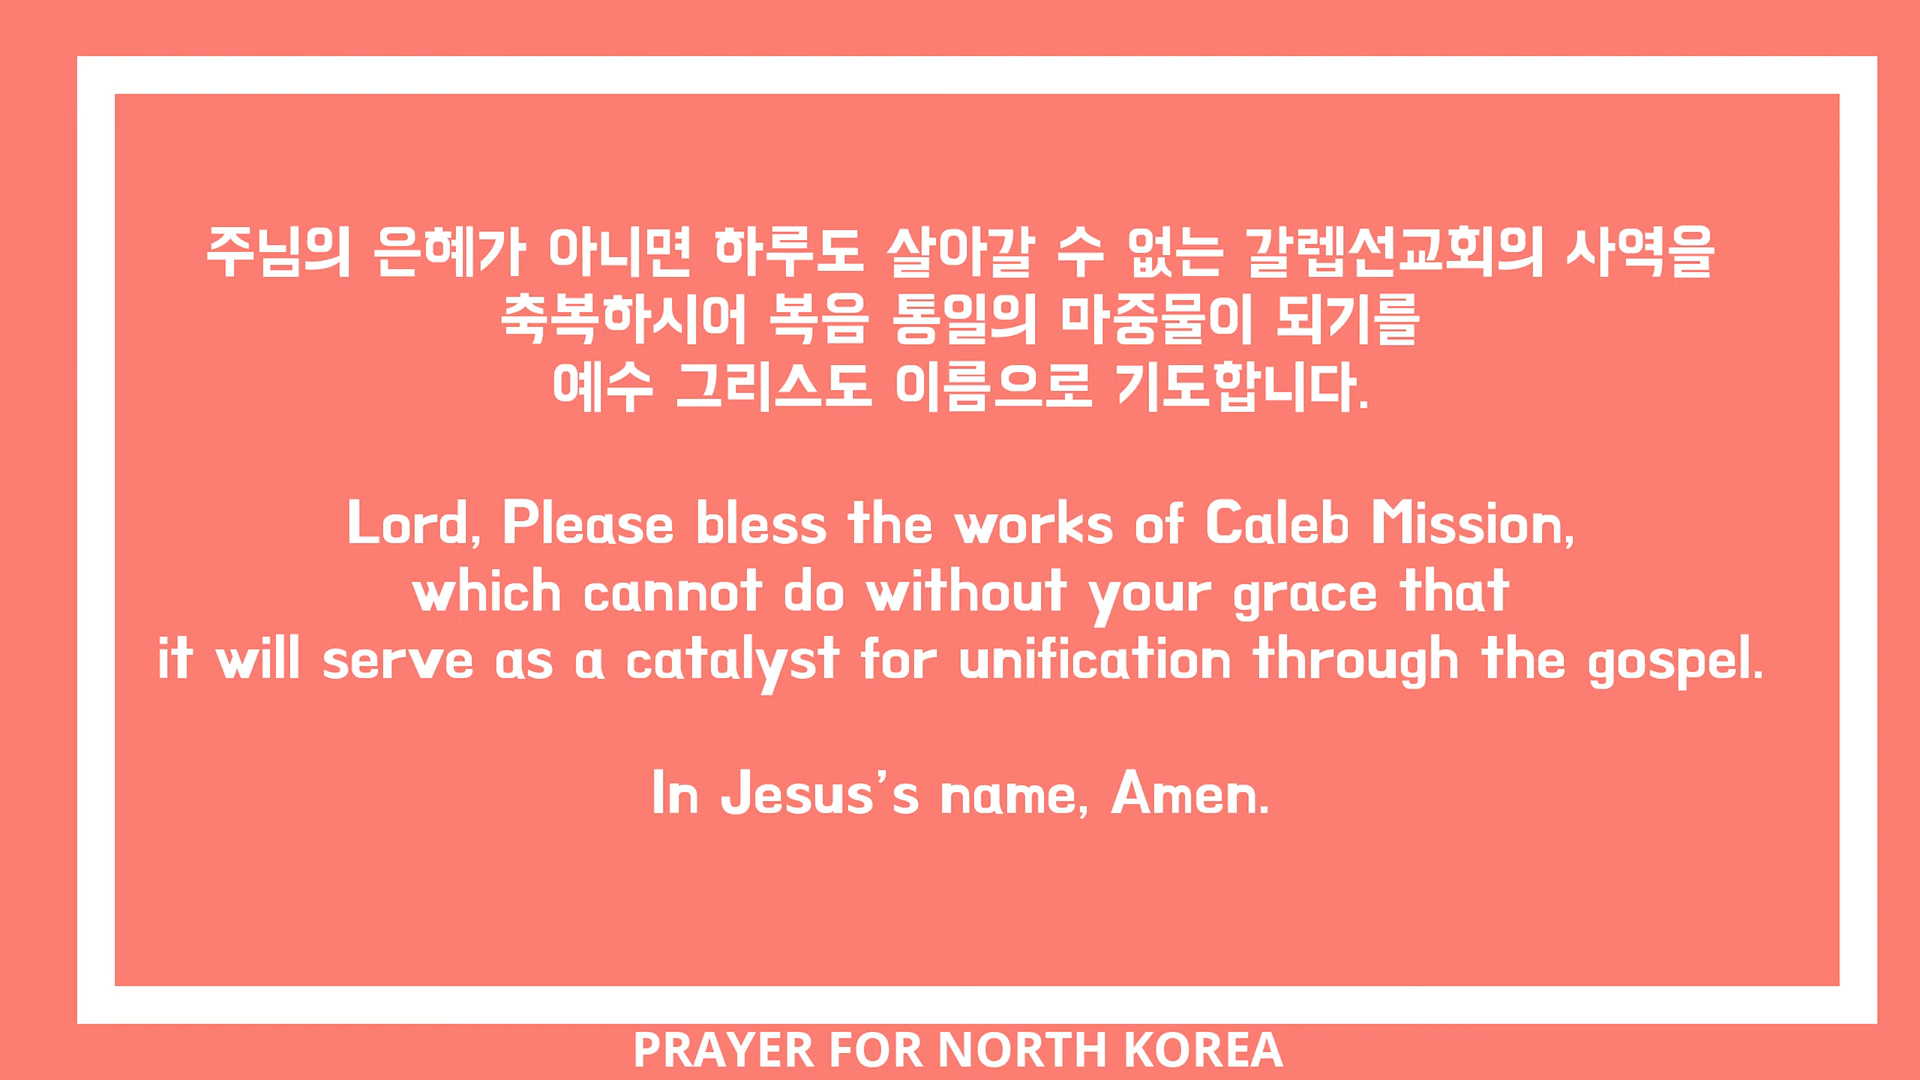 주님의 은혜가 아니면 하루도 살아갈 수 없는 갈렙선교회의 사역을
축복하시어 복음 통일의 마중물이 되기를
예수 그리스도 이름으로 기도합니다.
Lord, Please bless the works of Caleb Mission,
which cannot do without your grace that
it will serve as a catalyst for unification through the gospel.
In Jesus's name, Amen.
PRAYER FOR NORTH KOREA